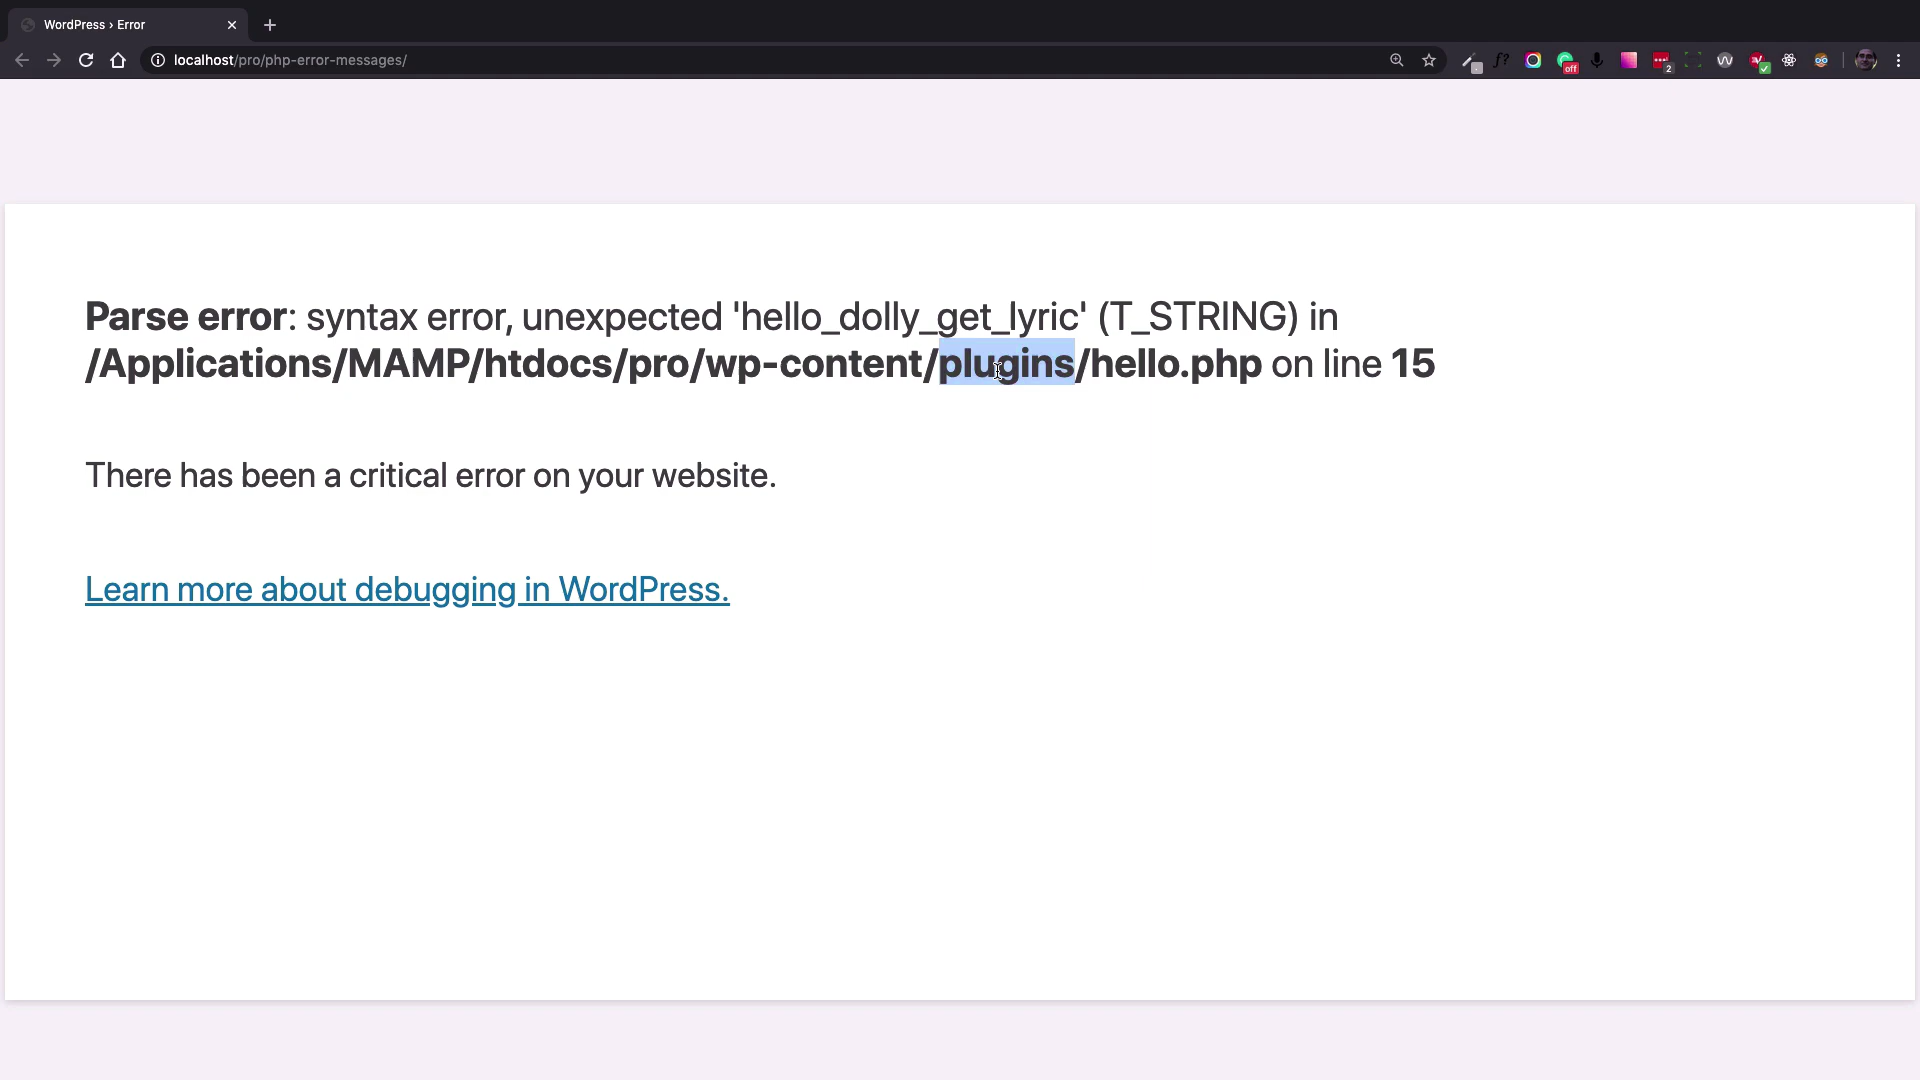 WordPress › Error
localhost/pro/php-error-messages/
f?
off
2
Parse error: syntax error, unexpected 'hello_dolly_get_lyric' (T_STRING) in
/Applications/MAMP/htdocs/pro/wp-content/plugins/hello.php on line 15
There has been a critical error on your website.
Learn more about debugging in WordPress.